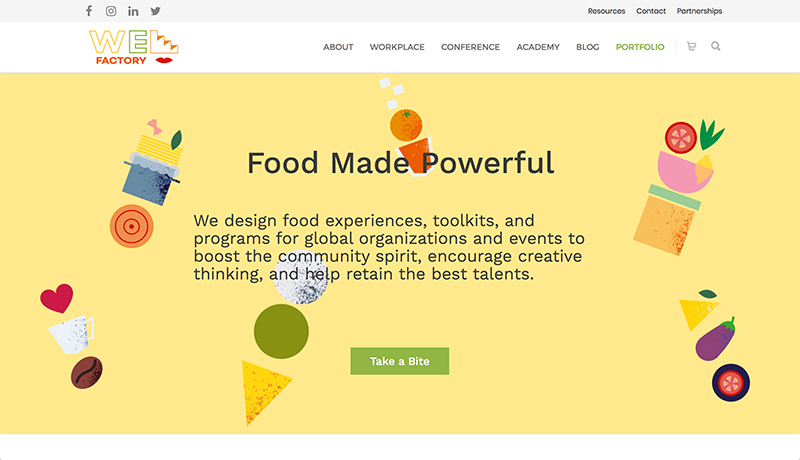 Resources Contact Partnerships
WELL
FACTORY
ABOUT WORKPLACE CONFERENCE ACADEMY BLOG PORTFOLIO
Food Made Powerful
We design food experiences, toolkits, and
programs for global organizations and events to
boost the community spirit, encourage creative
thinking, and help retain the best talents.
Take a Bite